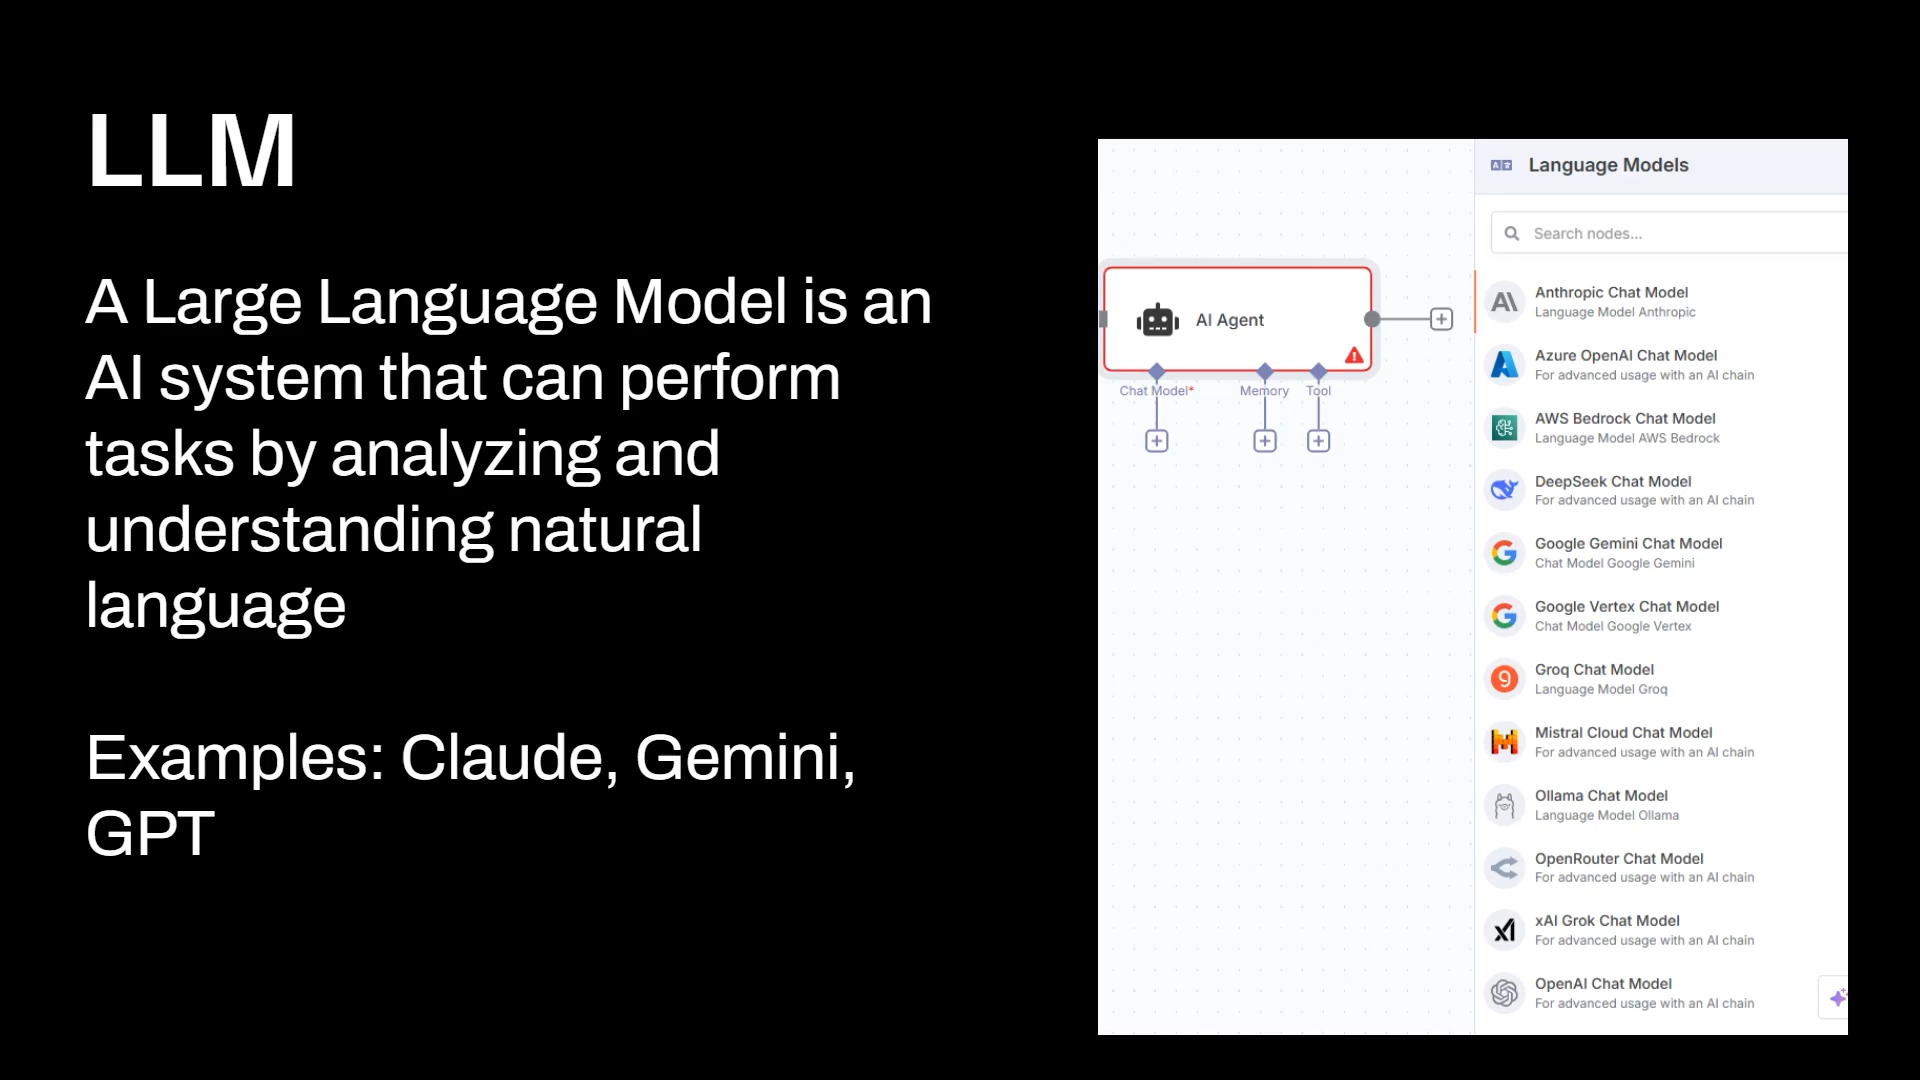 LLM
A Large Language Model is an
AI system that can perform
tasks by analyzing and
understanding natural
language
Examples: Claude, Gemini,
GPT
AI Agent
Chat Model*
Memory
Tool
Language Models
Search nodes...
Anthropic Chat Model
Language Model Anthropic
Azure OpenAI Chat Model
For advanced usage with an AI chain
AWS Bedrock Chat Model
Language Model AWS Bedrock
DeepSeek Chat Model
For advanced usage with an AI chain
Google Gemini Chat Model
Chat Model Google Gemini
Google Vertex Chat Model
Chat Model Google Vertex
Groq Chat Model
Language Model Groq
Mistral Cloud Chat Model
For advanced usage with an AI chain
Ollama Chat Model
Language Model Ollama
OpenRouter Chat Model
For advanced usage with an AI chain
xAI Grok Chat Model
For advanced usage with an AI chain
OpenAI Chat Model
For advanced usage with an AI chain